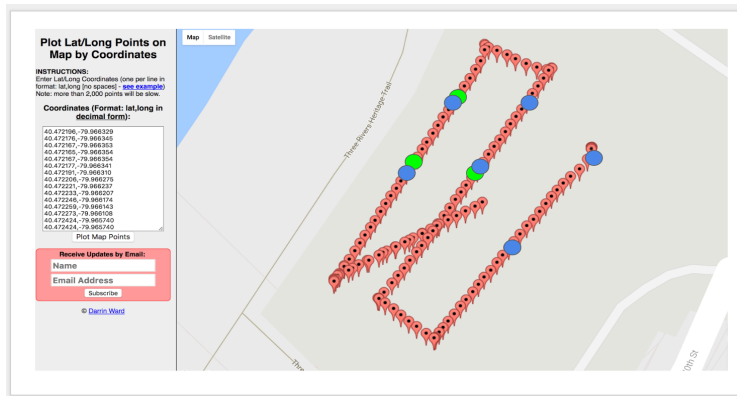 Plot Lat/Long Points on
Map by Coordinates
INSTRUCTIONS:
Enter Lat/Long Coordinates (one per line in
format: lat,long [no spaces] - see example)
Note: more than 2,000 points will be slow.
Coordinates (Format: lat,long in
decimal form):
40.472196,-79.966329
40.472176,-79.966345
40.472167,-79.966353
40.472165,-79.966354
40.472167,-79.966354
40.472177,-79.966341
40.472191,-79.966310
40.472206,-79.966275
40.472221,-79.966237
40.472233,-79.966207
40.472246,-79.966174
40.472259,-79.966143
40.472273,-79.966108
40.472424,-79.965740
40.472424,-79.965740
Plot Map Points
Receive Updates by Email:
Name
Email Address
Subscribe
© Darrin Ward
Map
Satellite
Three Rivers Heritage Trail
Three
0th St